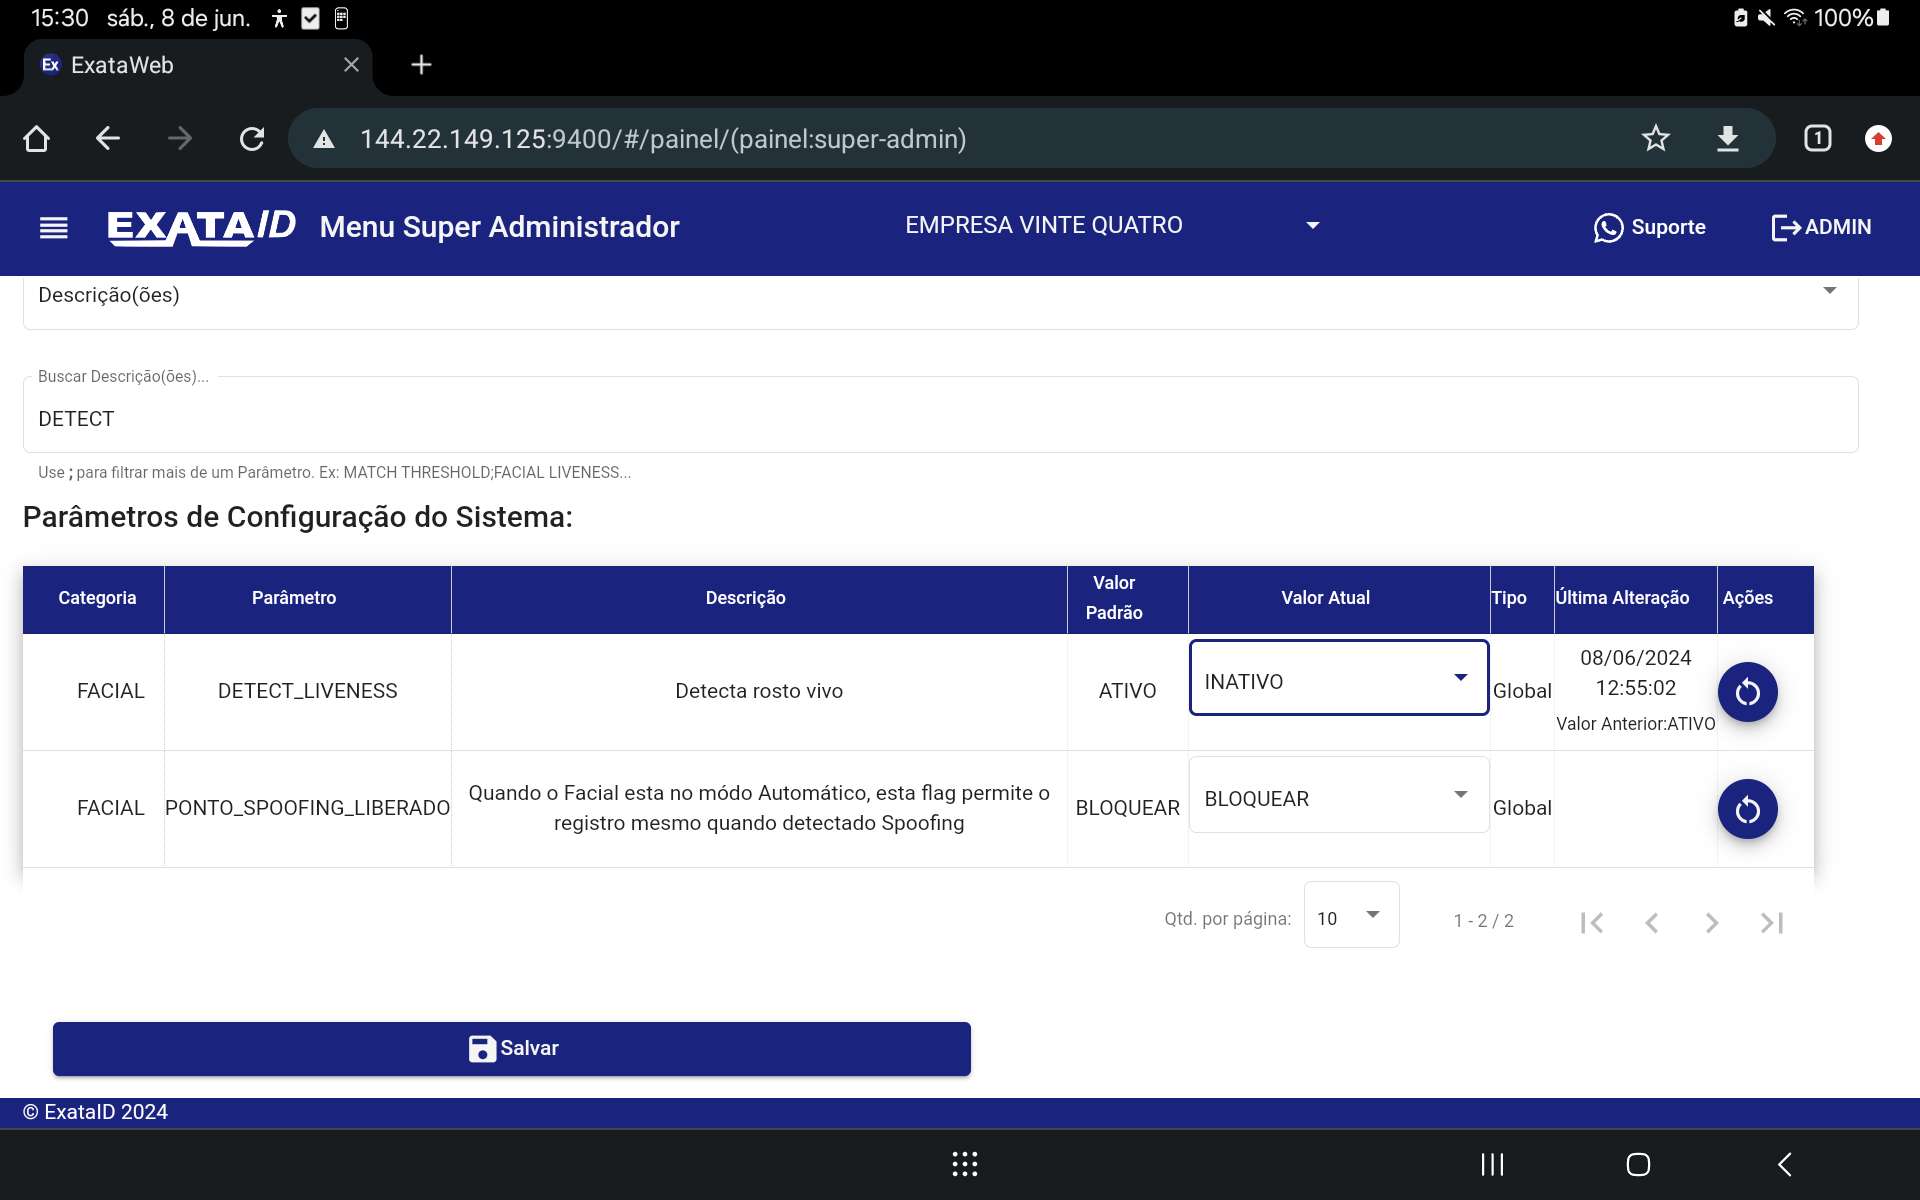 15:30 sáb., 8 de jun. 100%
Ex ExataWeb
144.22.149.125:9400/#/painel/(painel:super-admin) 1
EXATAID Menu Super Administrador EMPRESA VINTE QUATRO Suporte ADMIN
Descrição(ões)
Buscar Descrição(ões)...
DETECT
Use ; para filtrar mais de um Parâmetro. Ex: MATCH THRESHOLD;FACIAL LIVENESS...
Parâmetros de Configuração do Sistema:
Categoria Parâmetro Descrição Valor Padrão Valor Atual Tipo Última Alteração Ações
FACIAL DETECT_LIVENESS Detecta rosto vivo ATIVO INATIVO Global 08/06/2024
12:55:02
Valor Anterior:ATIVO
FACIAL PONTO_SPOOFING_LIBERADO Quando o Facial esta no módo Automático, esta flag permite o
registro mesmo quando detectado Spoofing BLOQUEAR BLOQUEAR Global
Qtd. por página: 10 1 - 2 / 2
Salvar
© ExataID 2024